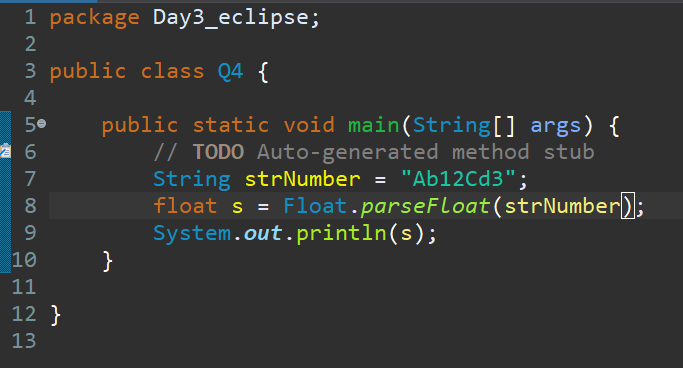 1 package Day3_eclipse;
2
3 public class Q4 {
4
5 public static void main(String[] args) {
6 // TODO Auto-generated method stub
7 String strNumber = "Ab12Cd3";
8 float s = Float.parseFloat(strNumber);
9 System.out.println(s);
10 }
11
12 }
13